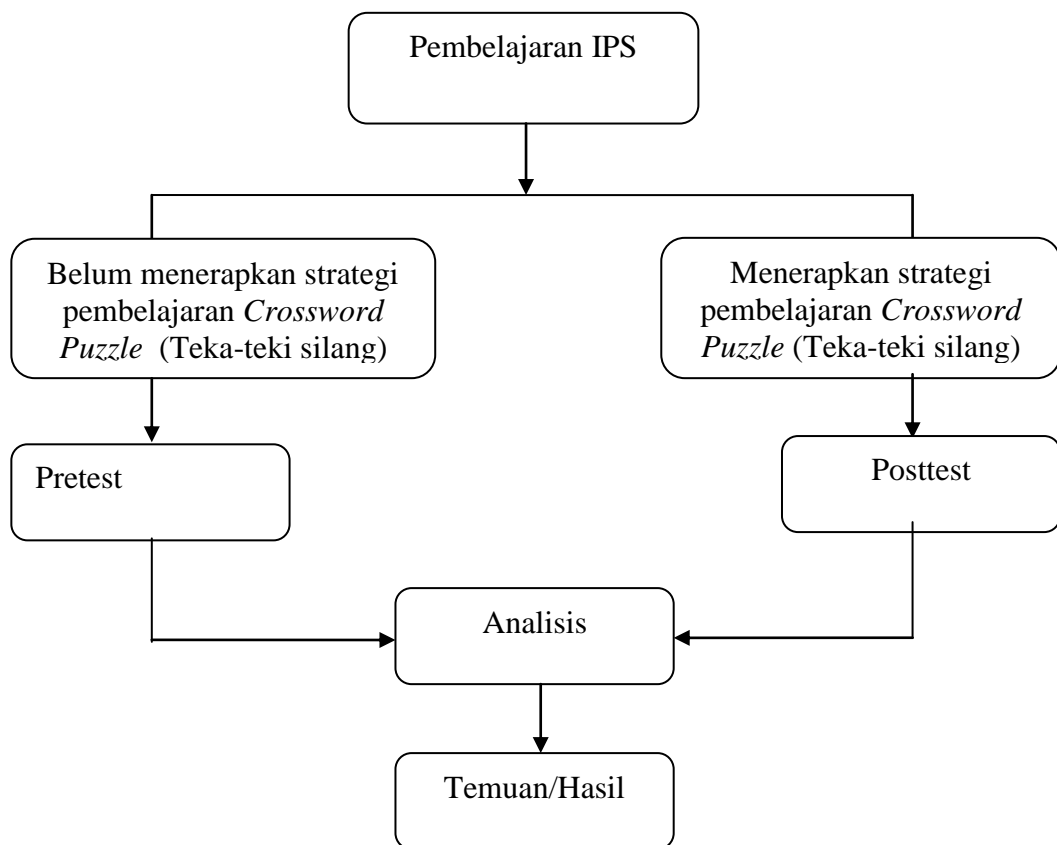 Pembelajaran IPS
Belum menerapkan strategi
pembelajaran Crossword
Puzzle (Teka-teki silang)
Menerapkan strategi
pembelajaran Crossword
Puzzle (Teka-teki silang)
Pretest
Posttest
Analisis
Temuan/Hasil